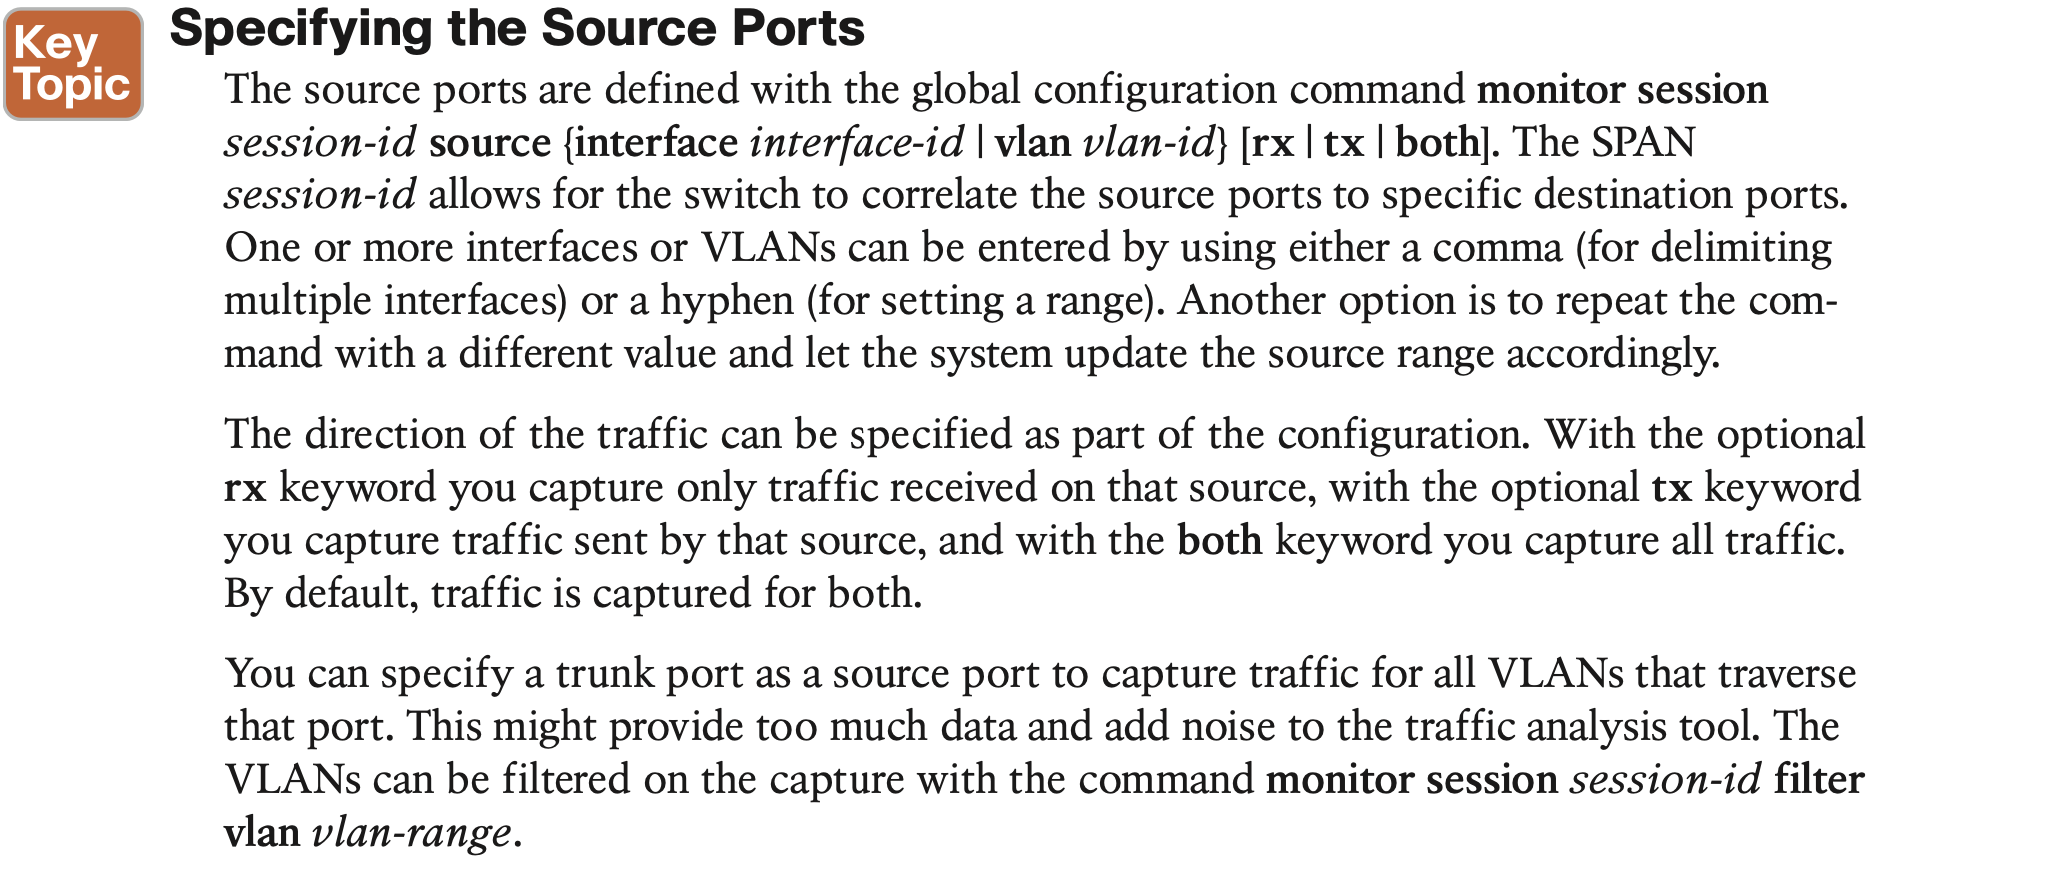 Key
Topic
Specifying the Source Ports
The source ports are defined with the global configuration command monitor session
session-id source {interface interface-id | vlan vlan-id} [rx | tx | both]. The SPAN
session-id allows for the switch to correlate the source ports to specific destination ports.
One or more interfaces or VLANs can be entered by using either a comma (for delimiting
multiple interfaces) or a hyphen (for setting a range). Another option is to repeat the com-
mand with a different value and let the system update the source range accordingly.
The direction of the traffic can be specified as part of the configuration. With the optional
rx keyword you capture only traffic received on that source, with the optional tx keyword
you capture traffic sent by that source, and with the both keyword you capture all traffic.
By default, traffic is captured for both.
You can specify a trunk port as a source port to capture traffic for all VLANs that traverse
that port. This might provide too much data and add noise to the traffic analysis tool. The
VLANs can be filtered on the capture with the command monitor session session-id filter
vlan vlan-range.